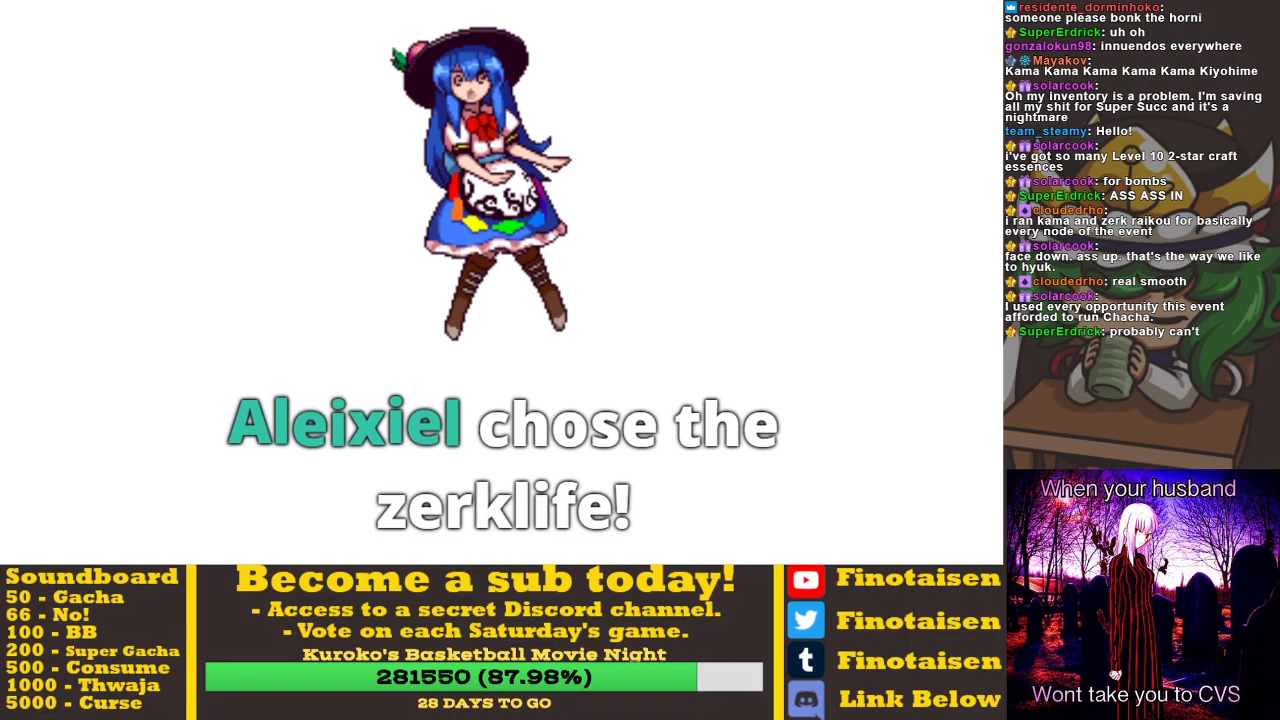 Aleixiel chose the
zerklife!
residente_dorminhoko:
someone please bonk the horni
SuperErdrick: uh oh
gonzalokun98: innuendos everywhere
Mayakov:
Kama Kama Kama Kama Kama Kiyohime
solarcook:
Oh my inventory is a problem. I'm saving
all my shit for Super Succ and it's a
nightmare
team_steamy: Hello!
solarcook:
i've got so many Level 10 2-star craft
essences
solarcook: for bombs
SuperErdrick: ASS ASS IN
cloudedrho:
i ran kama and zerk raikou for basically
every node of the event
solarcook:
face down. ass up. that's the way we like
to hyuk.
cloudedrho: real smooth
solarcook:
I used every opportunity this event
afforded to run Chacha.
SuperErdrick: probably can't
When your husband
Wont take you to CVS
Soundboard
50 - Gacha
66 - No!
100 - BB
200 - Super Gacha
500 - Consume
1000 - Thwaja
5000 - Curse
Become a sub today!
- Access to a secret Discord channel.
- Vote on each Saturday's game.
Kuroko's Basketball Movie Night
281550 (87.98%)
28 DAYS TO GO
Finotaisen
Finotaisen
t Finotaisen
Link Below